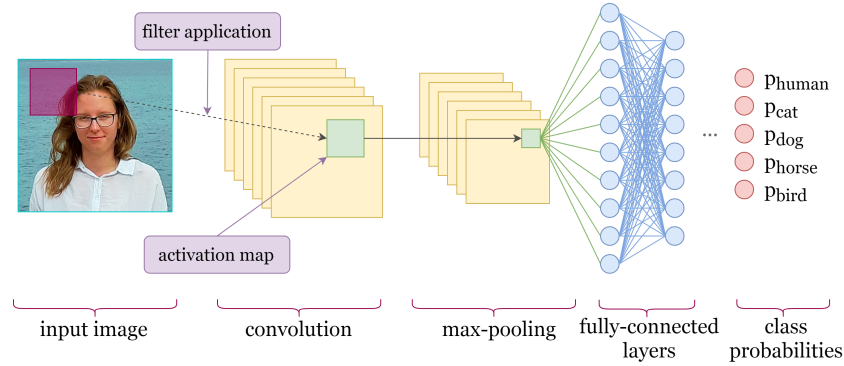 filter application
activation map
...
p_human
p_cat
p_dog
p_horse
p_bird
input image
convolution
max-pooling
fully-connected
layers
class
probabilities